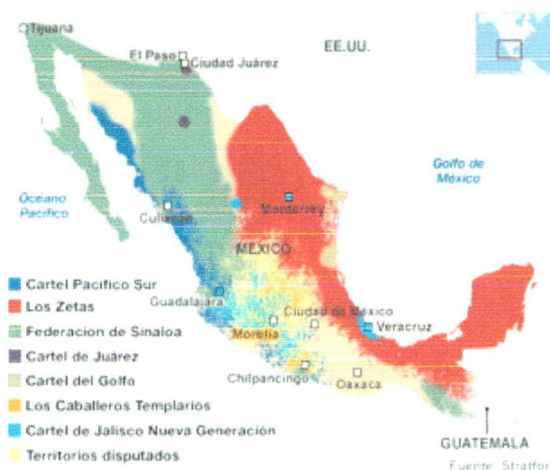 Tijuana
El Paso
Ciudad Juárez
EE.UU.
Golfo de
México
Océano
Pacífico
Culiacán
Monterrey
MÉXICO
Cartel Pacífico Sur
Los Zetas
Federación de Sinaloa
Cartel de Juárez
Cartel del Golfo
Los Caballeros Templarios
Cartel de Jalisco Nueva Generación
Territorios disputados
Guadalajara
Ciudad de México
Morelia
Veracruz
Chilpancingo
Oaxaca
GUATEMALA
Fuente Stratfor